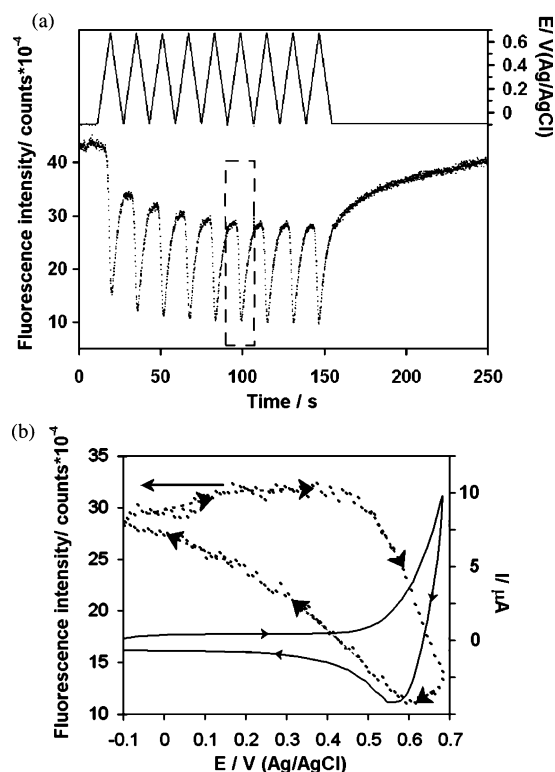 (a)
E/ V(Ag/AgCl)
0.6
0.4
0.2
0
Fluorescence intensity/ counts*10⁻⁴
40
30
20
10
0 50 100 150 200 250
Time / s
(b)
Fluorescence intensity/ counts*10⁻⁴
35
30
25
20
15
10
I/ μA
10
5
0
-0.1 0 0.1 0.2 0.3 0.4 0.5 0.6 0.7
E / V (Ag/AgCl)